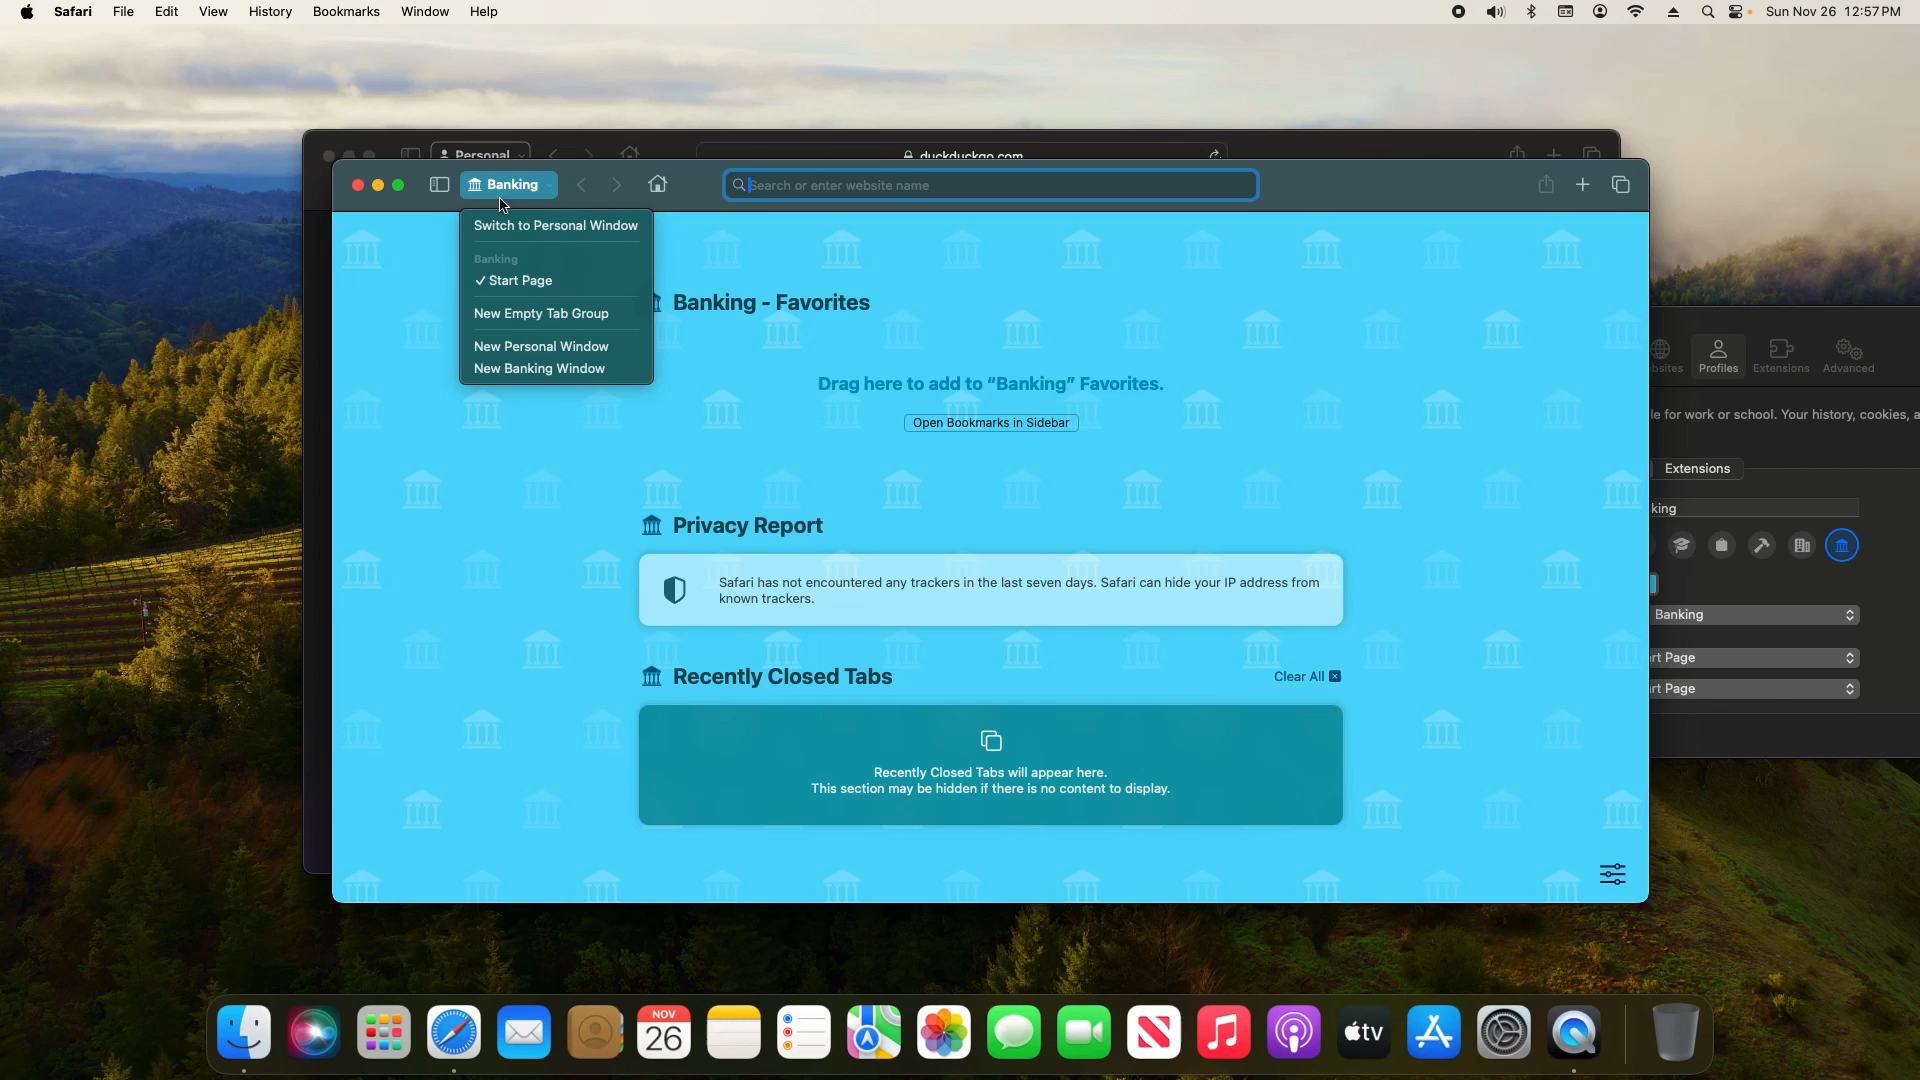 Safari File Edit View History Bookmarks Window Help
Sun Nov 26 12:57 PM
Personal
duckduckgo.com
Banking
Search or enter website name
Switch to Personal Window
Banking
✓ Start Page
New Empty Tab Group
New Personal Window
New Banking Window
Banking - Favorites
Drag here to add to “Banking” Favorites.
Open Bookmarks in Sidebar
Privacy Report
Safari has not encountered any trackers in the last seven days. Safari can hide your IP address from
known trackers.
Recently Closed Tabs
Clear All
Recently Closed Tabs will appear here.
This section may be hidden if there is no content to display.
bsites Profiles Extensions Advanced
le for work or school. Your history, cookies, a
Extensions
king
Banking
rt Page
rt Page
NOV
26
tv